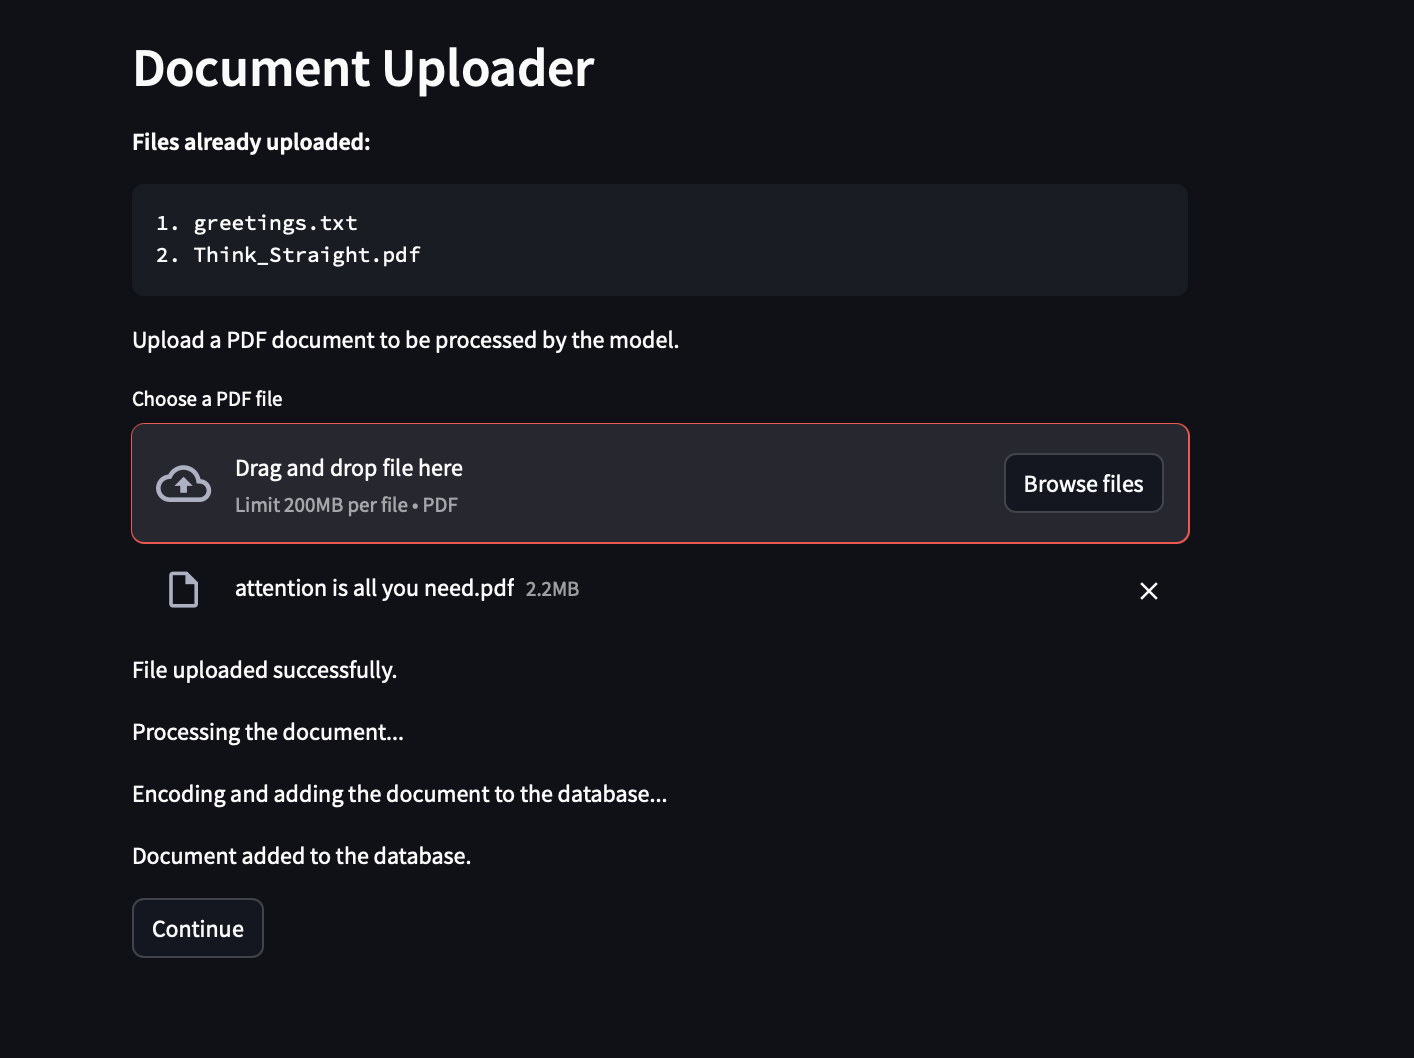 Document Uploader
Files already uploaded:
1. greetings.txt
2. Think_Straight.pdf
Upload a PDF document to be processed by the model.
Choose a PDF file
Drag and drop file here
Limit 200MB per file • PDF
Browse files
attention is all you need.pdf 2.2MB
File uploaded successfully.
Processing the document...
Encoding and adding the document to the database...
Document added to the database.
Continue